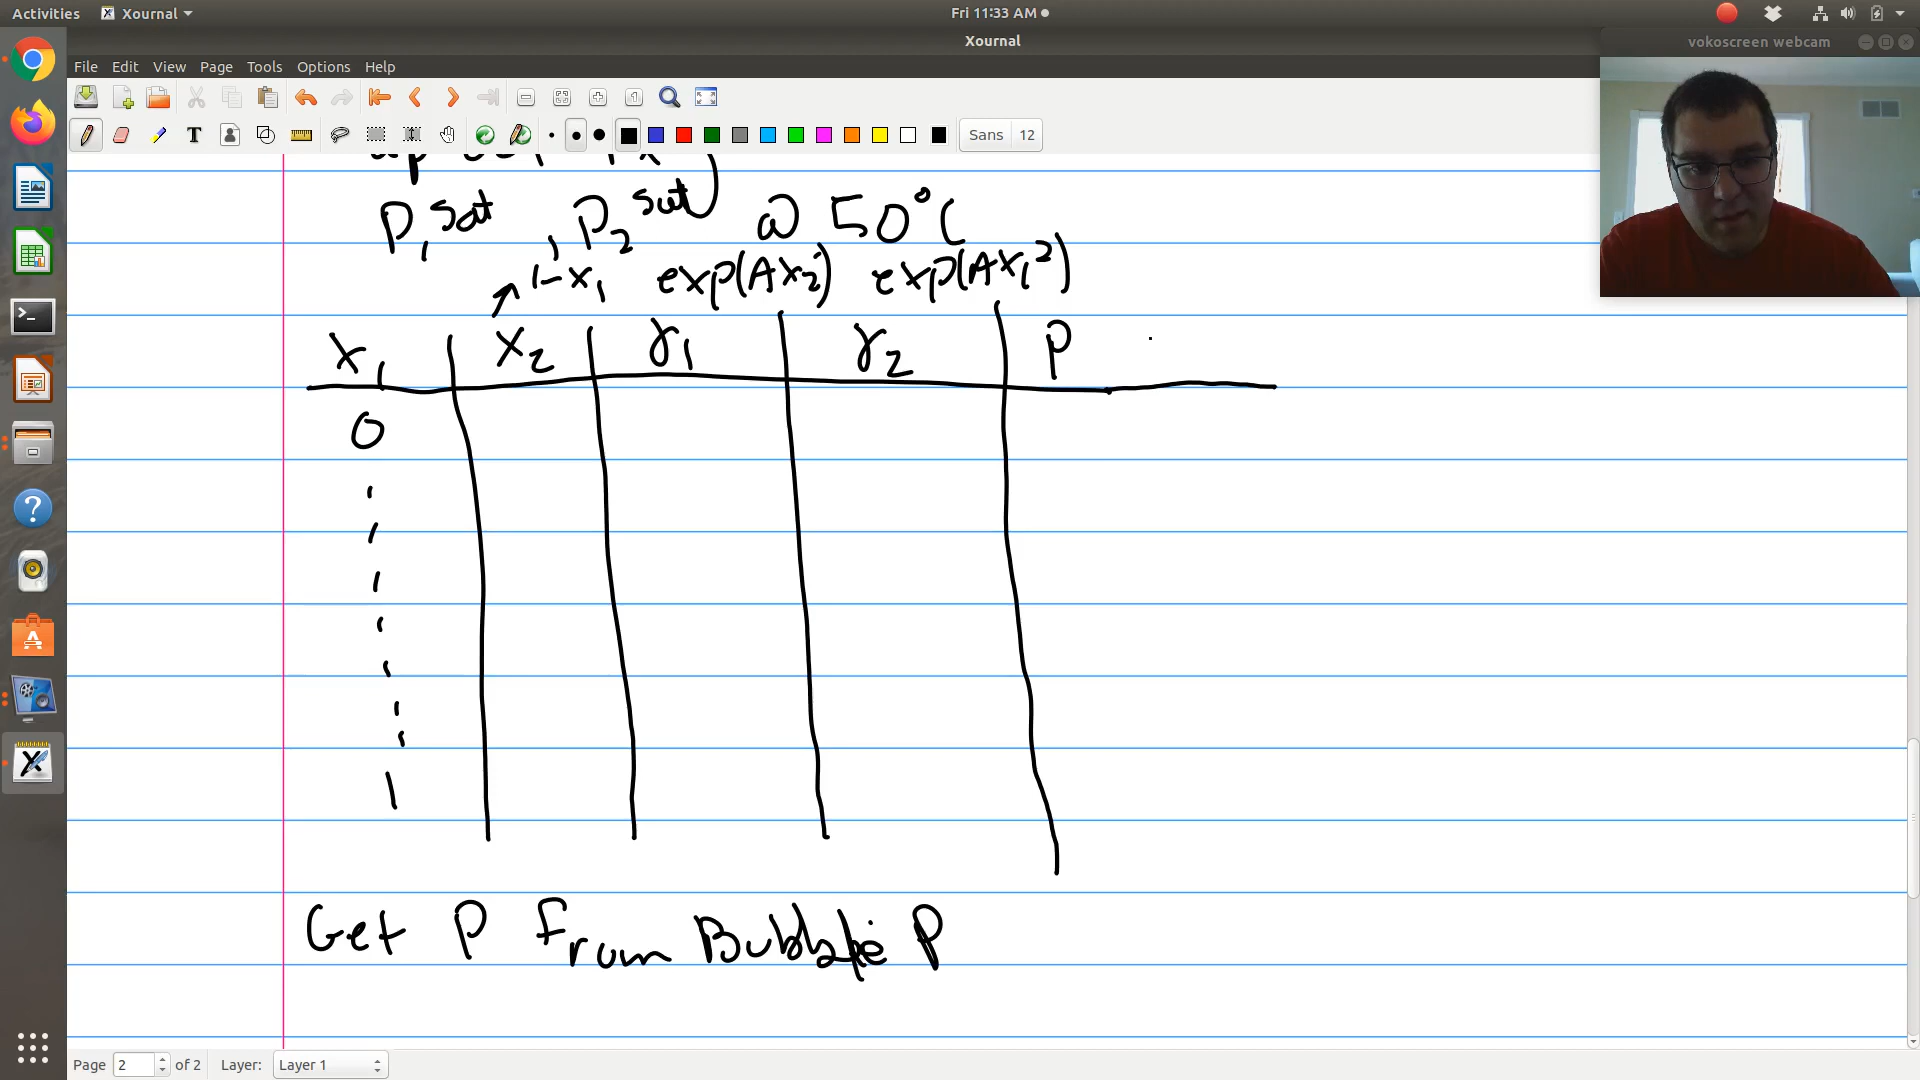 Activities Xournal Fri 11:33 AM
Xournal
vokoscreen webcam
File Edit View Page Tools Options Help
Sans 12
P₁ˢᵃᵗ, P₂ˢᵃᵗ @ 50°C
1-x₁ exp(Ax₂²) exp(Ax₁²)
x₁ x₂ γ₁ γ₂ P
0
1
Get P from Bubble P
Page 2 of 2 Layer: Layer 1